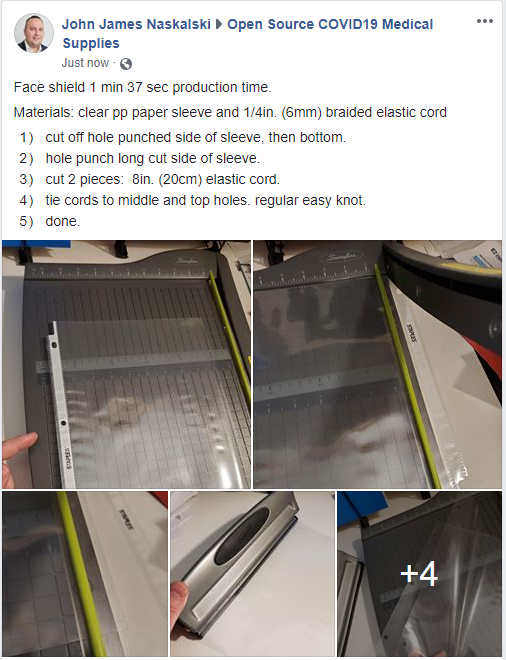 John James Naskalski ▶ Open Source COVID19 Medical
Supplies
Just now ·
Face shield 1 min 37 sec production time.
Materials: clear pp paper sleeve and 1/4in. (6mm) braided elastic cord
1) cut off hole punched side of sleeve, then bottom.
2) hole punch long cut side of sleeve.
3) cut 2 pieces: 8in. (20cm) elastic cord.
4) tie cords to middle and top holes. regular easy knot.
5) done.
Swingline
STAPLES
STAPLES
STAPLES
+4